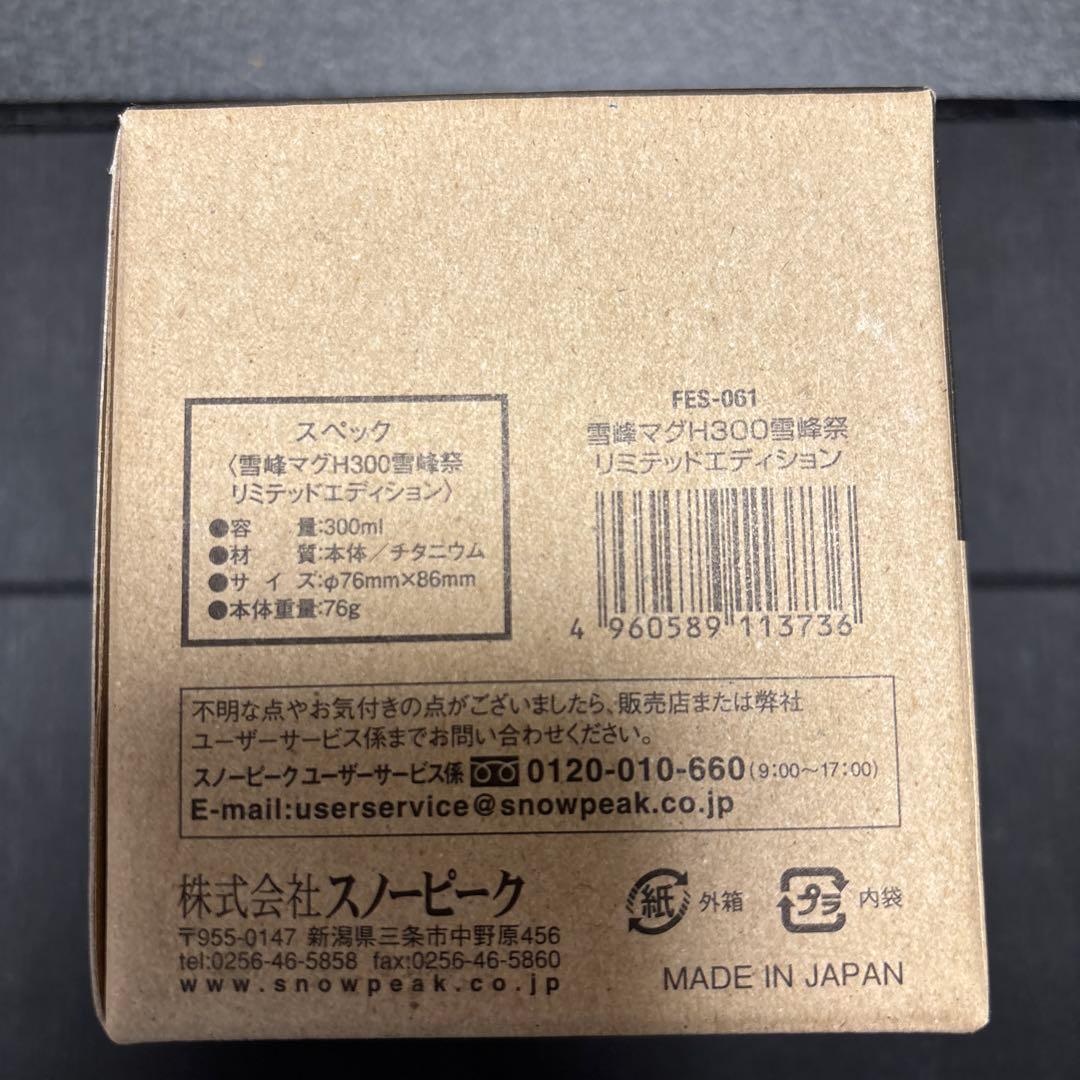 スペック
〈雪峰マグH300雪峰祭
リミテッドエディション〉
●容　量:300ml
●材　質:本体／チタニウム
●サイズ:φ76mm×86mm
●本体重量:76g
FES-061
雪峰マグH300雪峰祭
リミテッドエディション
4 960589 113736
不明な点やお気付きの点がございましたら、販売店または弊社
ユーザーサービス係までお問い合わせください。
スノーピークユーザーサービス係 0120-010-660(9:00～17:00)
E-mail:userservice@snowpeak.co.jp
株式会社スノーピーク
〒955-0147 新潟県三条市中野原456
tel:0256-46-5858 fax:0256-46-5860
www.snowpeak.co.jp
紙 外箱
プラ 内袋
MADE IN JAPAN